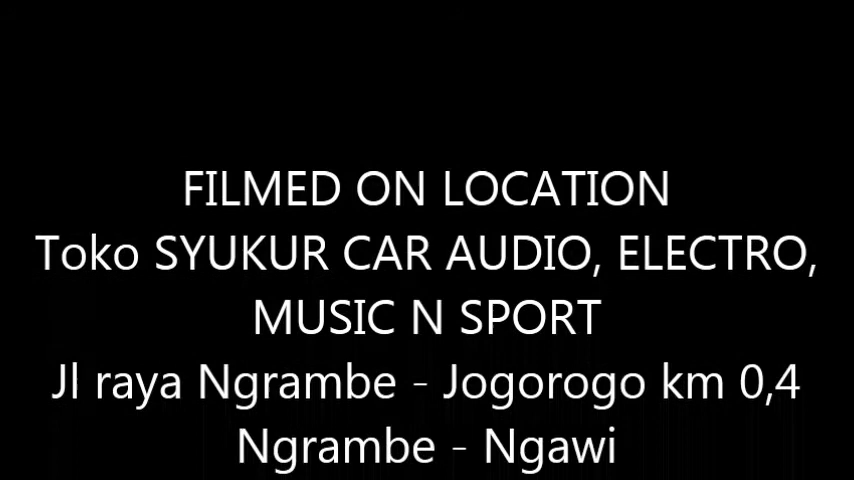 FILMED ON LOCATION
Toko SYUKUR CAR AUDIO, ELECTRO,
MUSIC N SPORT
Jl raya Ngrambe - Jogorogo km 0,4
Ngrambe - Ngawi